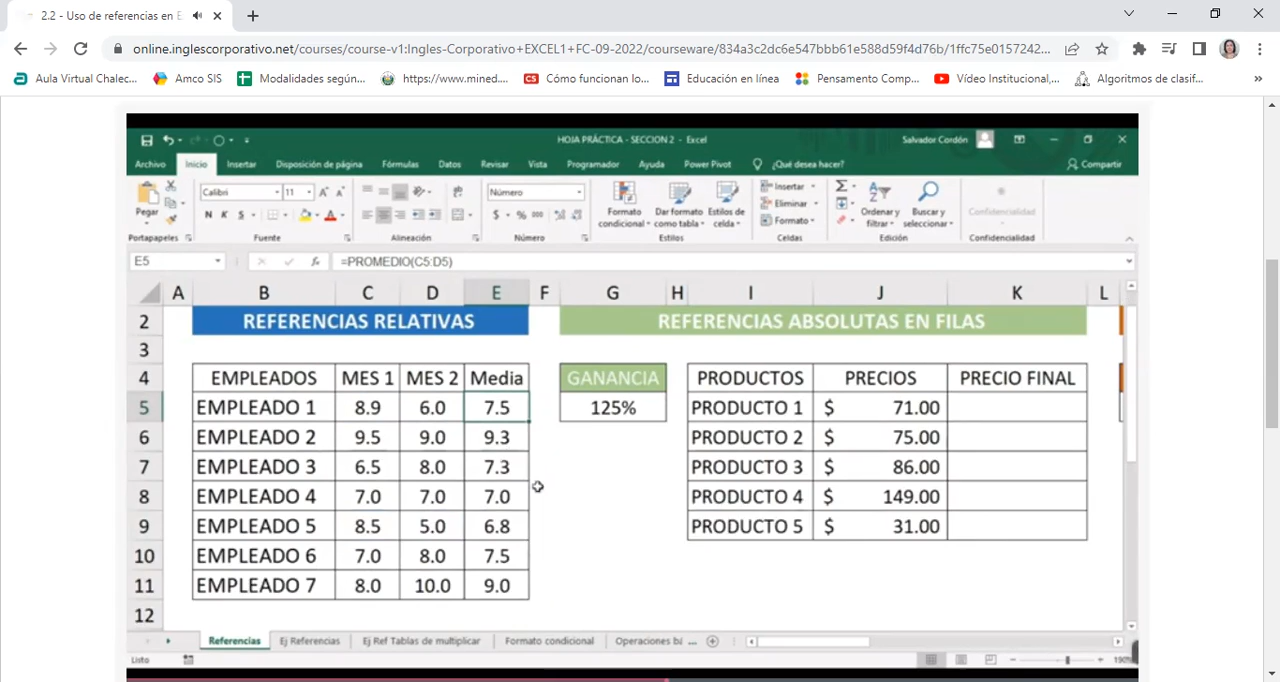 2.2 - Uso de referencias en E
online.inglescorporativo.net/courses/course-v1:Ingles-Corporativo+EXCEL1+FC-09-2022/courseware/834a3c2dc6e547bbb61e588d59f4d76b/1ffc75e0157242...
Aula Virtual Chalec... Amco SIS Modalidades según... https://www.mined.... CS Cómo funcionan lo... Educación en línea Pensamento Comp... Vídeo Institucional,... Algoritmos de clasif... »
HOJA PRÁCTICA - SECCION 2 - Excel Salvador Cordón
Archivo Inicio Insertar Disposición de página Fórmulas Datos Revisar Vista Programador Ayuda Power Pivot ¿Qué desea hacer? Compartir
Pegar Calibri 11 Número Formato condicional Dar formato como tabla Estilos de celda Insertar Eliminar Formato Ordenar y filtrar Buscar y seleccionar Confidencialidad
N K S $ % 000
Portapapeles Fuente Alineación Número Estilos Celdas Edición Confidencialidad
E5 fx =PROMEDIO(C5:D5)
A B C D E F G H I J K L
2 REFERENCIAS RELATIVAS REFERENCIAS ABSOLUTAS EN FILAS
3
4 EMPLEADOS MES 1 MES 2 Media GANANCIA PRODUCTOS PRECIOS PRECIO FINAL
5 EMPLEADO 1 8.9 6.0 7.5 125% PRODUCTO 1 $ 71.00
6 EMPLEADO 2 9.5 9.0 9.3 PRODUCTO 2 $ 75.00
7 EMPLEADO 3 6.5 8.0 7.3 PRODUCTO 3 $ 86.00
8 EMPLEADO 4 7.0 7.0 7.0 PRODUCTO 4 $ 149.00
9 EMPLEADO 5 8.5 5.0 6.8 PRODUCTO 5 $ 31.00
10 EMPLEADO 6 7.0 8.0 7.5
11 EMPLEADO 7 8.0 10.0 9.0
12
Referencias Ej Referencias Ej Ref Tablas de multiplicar Formato condicional Operaciones bá ...
Listo 190%